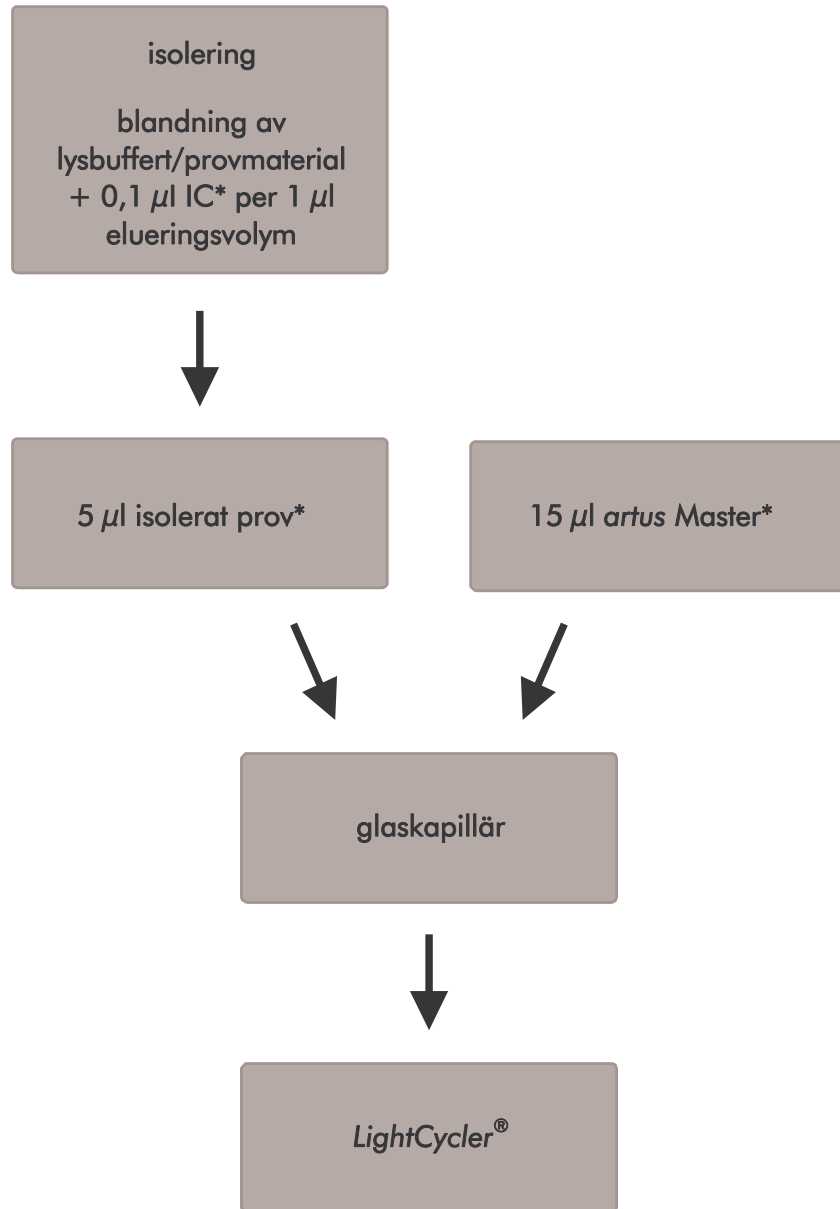 isolering
blandning av
lysbuffert/provmaterial
+ 0,1 µl IC* per 1 µl
elueringsvolym
5 µl isolerat prov*
15 µl artus Master*
glaskapillär
LightCycler®